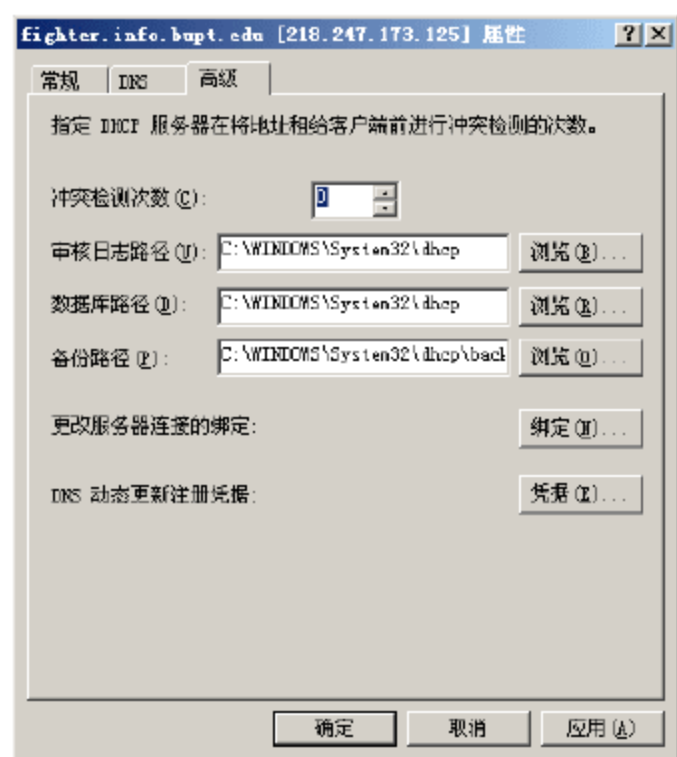 fighter.info.bupt.edu [218.247.173.125] 属性
常规 DNS 高级
指定 DHCP 服务器在将地址租给客户端前进行冲突检测的次数。
冲突检测次数(C): 0
审核日志路径(U): C:\WINDOWS\System32\dhcp 浏览(B)...
数据库路径(D): C:\WINDOWS\System32\dhcp 浏览(R)...
备份路径(P): C:\WINDOWS\System32\dhcp\back 浏览(O)...
更改服务器连接的绑定: 绑定(N)...
DNS 动态更新注册凭据: 凭据(E)...
确定 取消 应用(A)